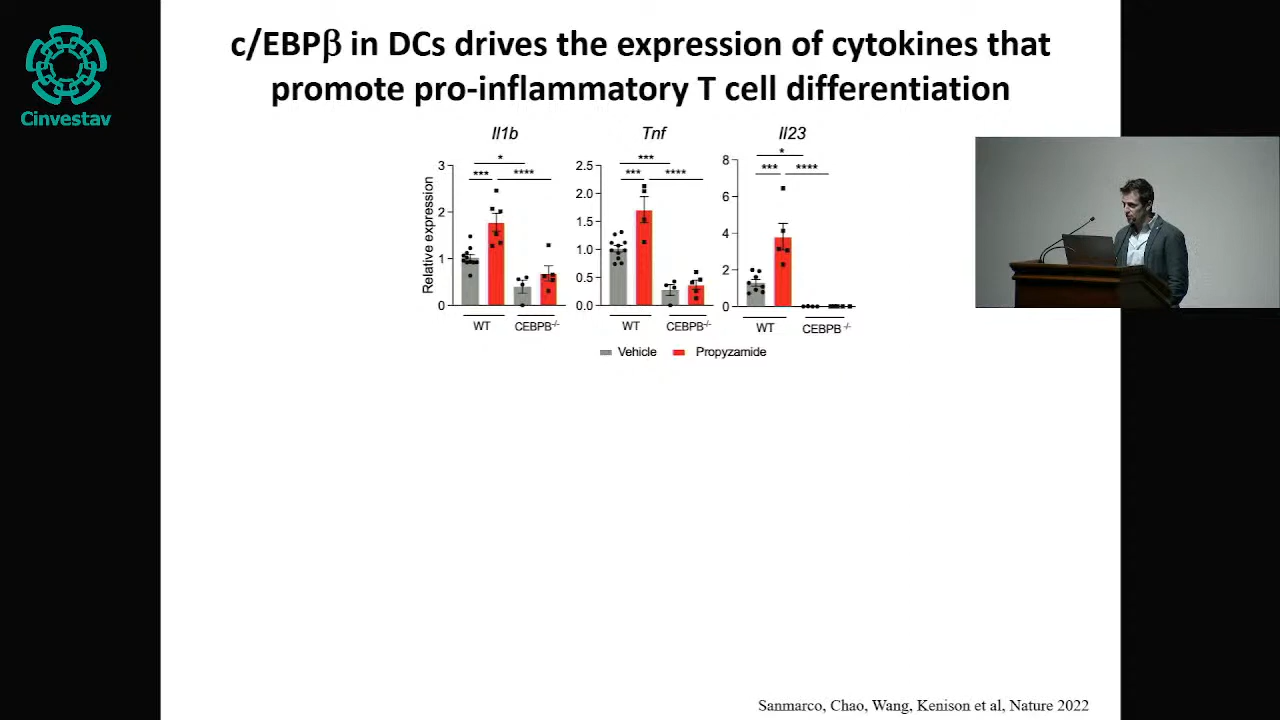 c/EBPβ in DCs drives the expression of cytokines that
promote pro-inflammatory T cell differentiation
Cinvestav
Il1b
Tnf
Il23
Relative expression
3
2
1
0
* 
*** ****
WT CEBPB-/-
2.5
2.0
1.5
1.0
0.5
0.0
***
*** ****
WT CEBPB-/-
8
6
4
2
0
*
*** ****
WT CEBPB-/-
Vehicle Propyzamide
Sanmarco, Chao, Wang, Kenison et al, Nature 2022